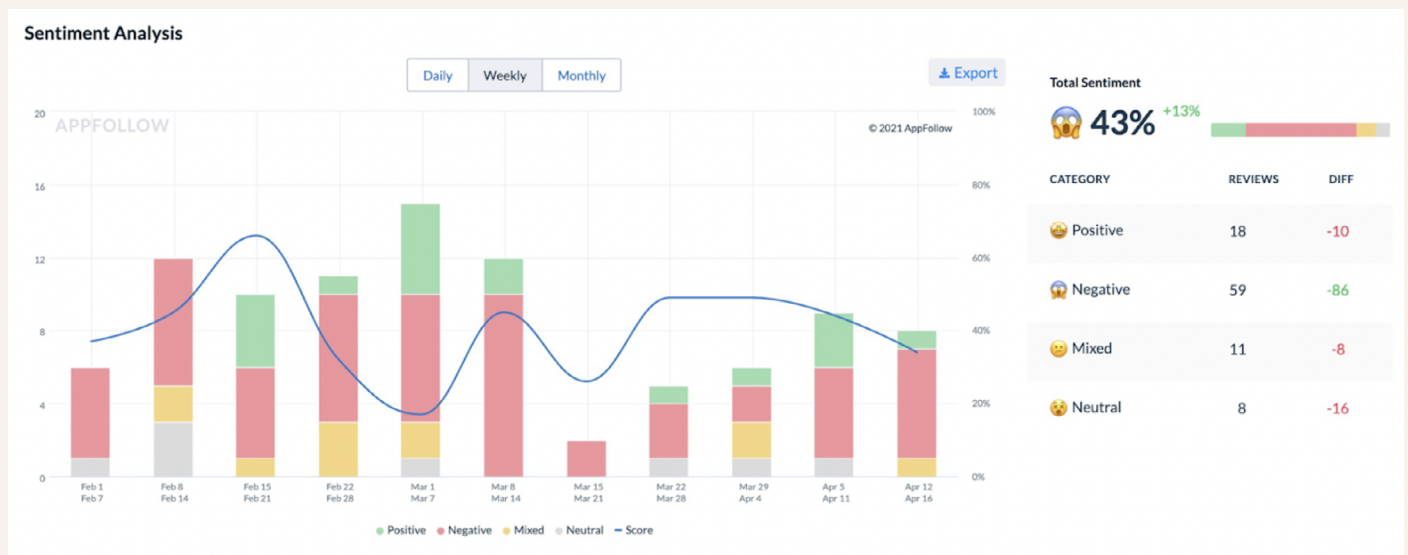 Sentiment Analysis
Daily Weekly Monthly
Export
APPFOLLOW
© 2021 AppFollow
20
16
12
8
4
0
100%
80%
60%
40%
20%
0%
Feb 1 Feb 8 Feb 15 Feb 22 Mar 1 Mar 8 Mar 15 Mar 22 Mar 29 Apr 5 Apr 12
Feb 7 Feb 14 Feb 21 Feb 28 Mar 7 Mar 14 Mar 21 Mar 28 Apr 4 Apr 11 Apr 16
Positive Negative Mixed Neutral Score
Total Sentiment
43% +13%
CATEGORY REVIEWS DIFF
Positive 18 -10
Negative 59 -86
Mixed 11 -8
Neutral 8 -16